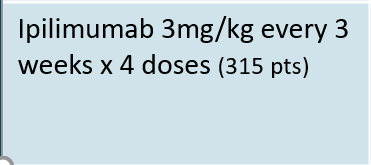 Ipilimumab 3mg/kg every 3
weeks x 4 doses (315 pts)